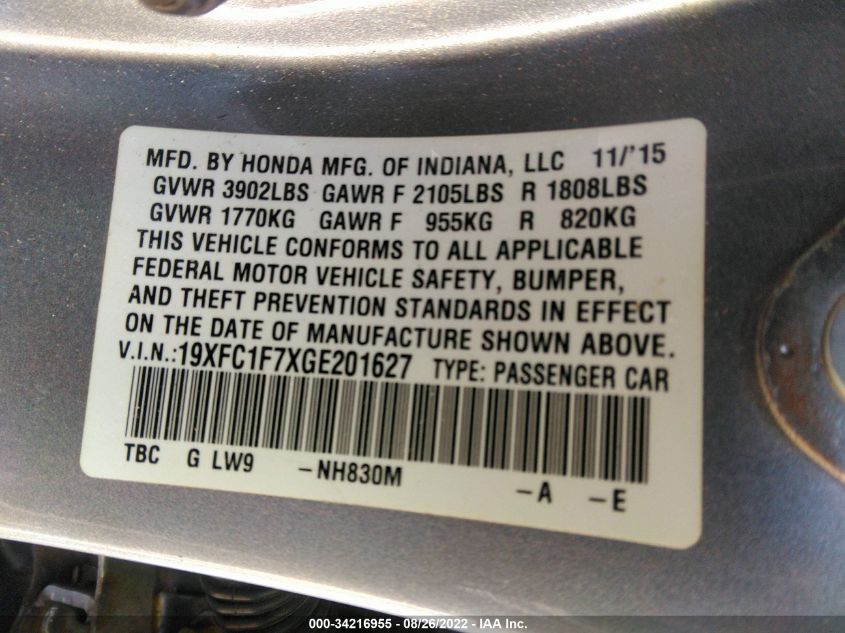 MFD. BY HONDA MFG. OF INDIANA, LLC 11/'15
GVWR 3902LBS GAWR F 2105LBS R 1808LBS
GVWR 1770KG GAWR F 955KG R 820KG
THIS VEHICLE CONFORMS TO ALL APPLICABLE
FEDERAL MOTOR VEHICLE SAFETY, BUMPER,
AND THEFT PREVENTION STANDARDS IN EFFECT
ON THE DATE OF MANUFACTURE SHOWN ABOVE.
V.I.N.:19XFC1F7XGE201627 TYPE: PASSENGER CAR
TBC G LW9 -NH830M -A -E
000-34216955 - 08/26/2022 - IAA Inc.